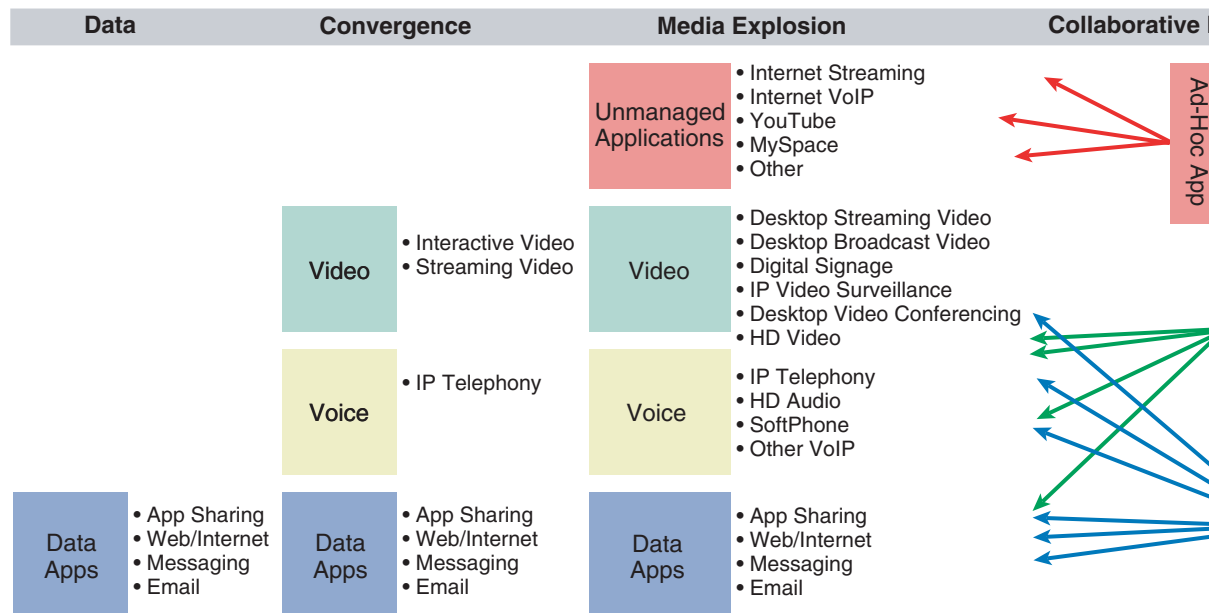 Data
Convergence
Media Explosion
Collaborative
Unmanaged
Applications
• Internet Streaming
• Internet VoIP
• YouTube
• MySpace
• Other
Ad-Hoc App
Video
• Interactive Video
• Streaming Video
Video
• Desktop Streaming Video
• Desktop Broadcast Video
• Digital Signage
• IP Video Surveillance
• Desktop Video Conferencing
• HD Video
Voice
• IP Telephony
Voice
• IP Telephony
• HD Audio
• SoftPhone
• Other VoIP
Data
Apps
• App Sharing
• Web/Internet
• Messaging
• Email
Data
Apps
• App Sharing
• Web/Internet
• Messaging
• Email
Data
Apps
• App Sharing
• Web/Internet
• Messaging
• Email